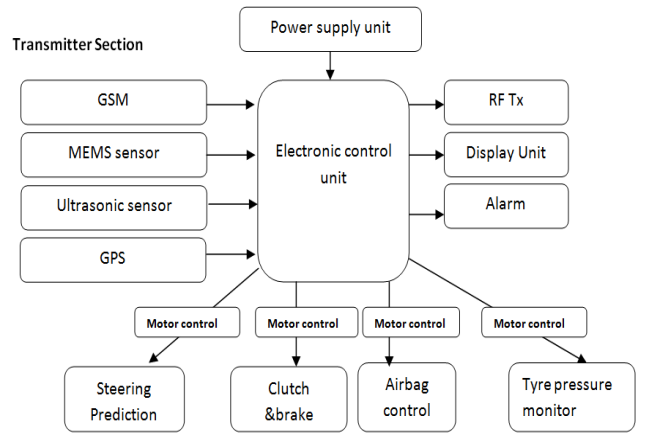 Power supply unit
Transmitter Section
GSM
RF Tx
MEMS sensor
Electronic control
unit
Display Unit
Ultrasonic sensor
Alarm
GPS
Motor control
Motor control
Motor control
Motor control
Steering
Prediction
Clutch
&brake
Airbag
control
Tyre pressure
monitor